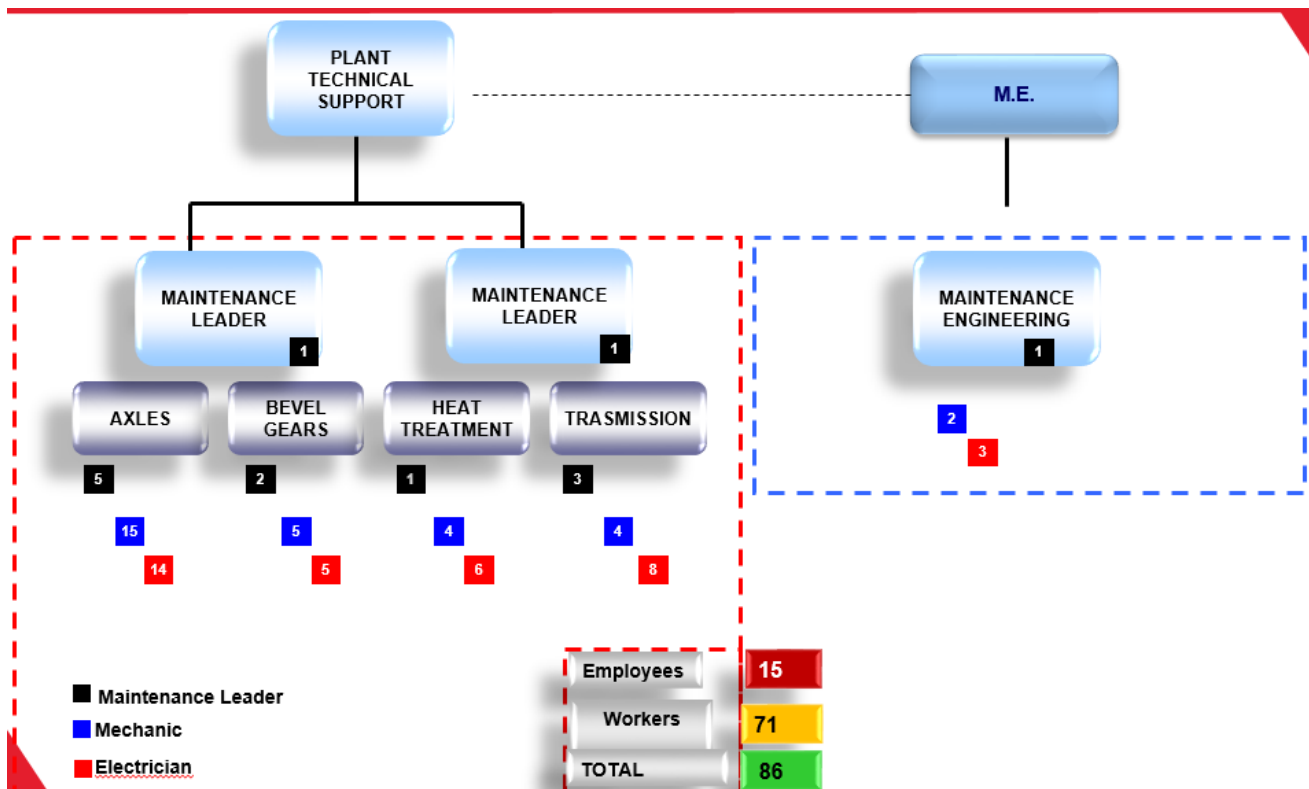 PLANT
TECHNICAL
SUPPORT
M.E.
MAINTENANCE
LEADER
1
MAINTENANCE
LEADER
1
MAINTENANCE
ENGINEERING
1
AXLES
BEVEL
GEARS
HEAT
TREATMENT
TRASMISSION
2
3
5
2
1
3
15
5
4
4
14
5
6
8
Employees
15
Workers
71
TOTAL
86
Maintenance Leader
Mechanic
Electrician